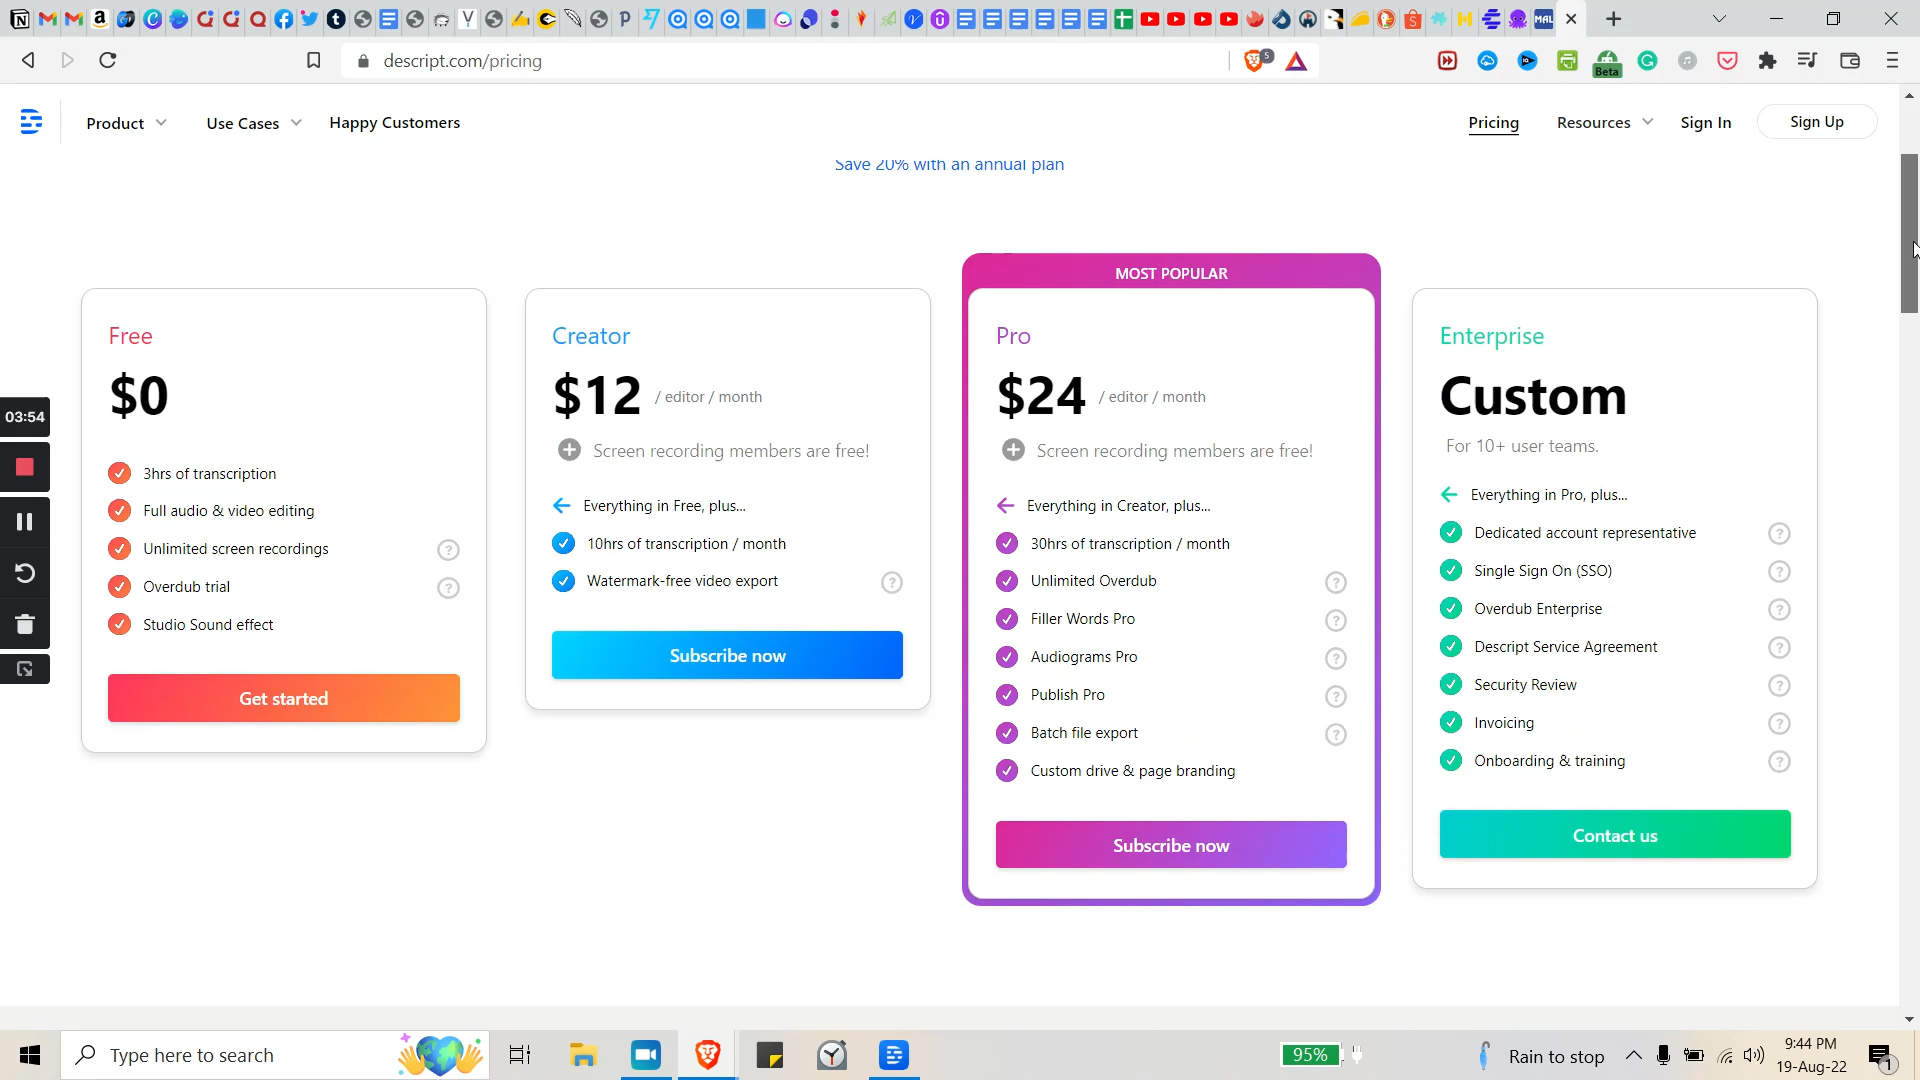 descript.com/pricing
5
Beta
MAL
Product
Use Cases
Happy Customers
Pricing
Resources
Sign In
Sign Up
Save 20% with an annual plan
MOST POPULAR
Free
$0
3hrs of transcription
Full audio & video editing
Unlimited screen recordings
?
Overdub trial
?
Studio Sound effect
Get started
Creator
$12 / editor / month
Screen recording members are free!
Everything in Free, plus...
10hrs of transcription / month
Watermark-free video export
?
Subscribe now
Pro
$24 / editor / month
Screen recording members are free!
Everything in Creator, plus...
30hrs of transcription / month
Unlimited Overdub
?
Filler Words Pro
?
Audiograms Pro
?
Publish Pro
?
Batch file export
?
Custom drive & page branding
Subscribe now
Enterprise
Custom
For 10+ user teams.
Everything in Pro, plus...
Dedicated account representative
?
Single Sign On (SSO)
?
Overdub Enterprise
?
Descript Service Agreement
?
Security Review
?
Invoicing
?
Onboarding & training
?
Contact us
03:54
Type here to search
95%
Rain to stop
9:44 PM
19-Aug-22
1